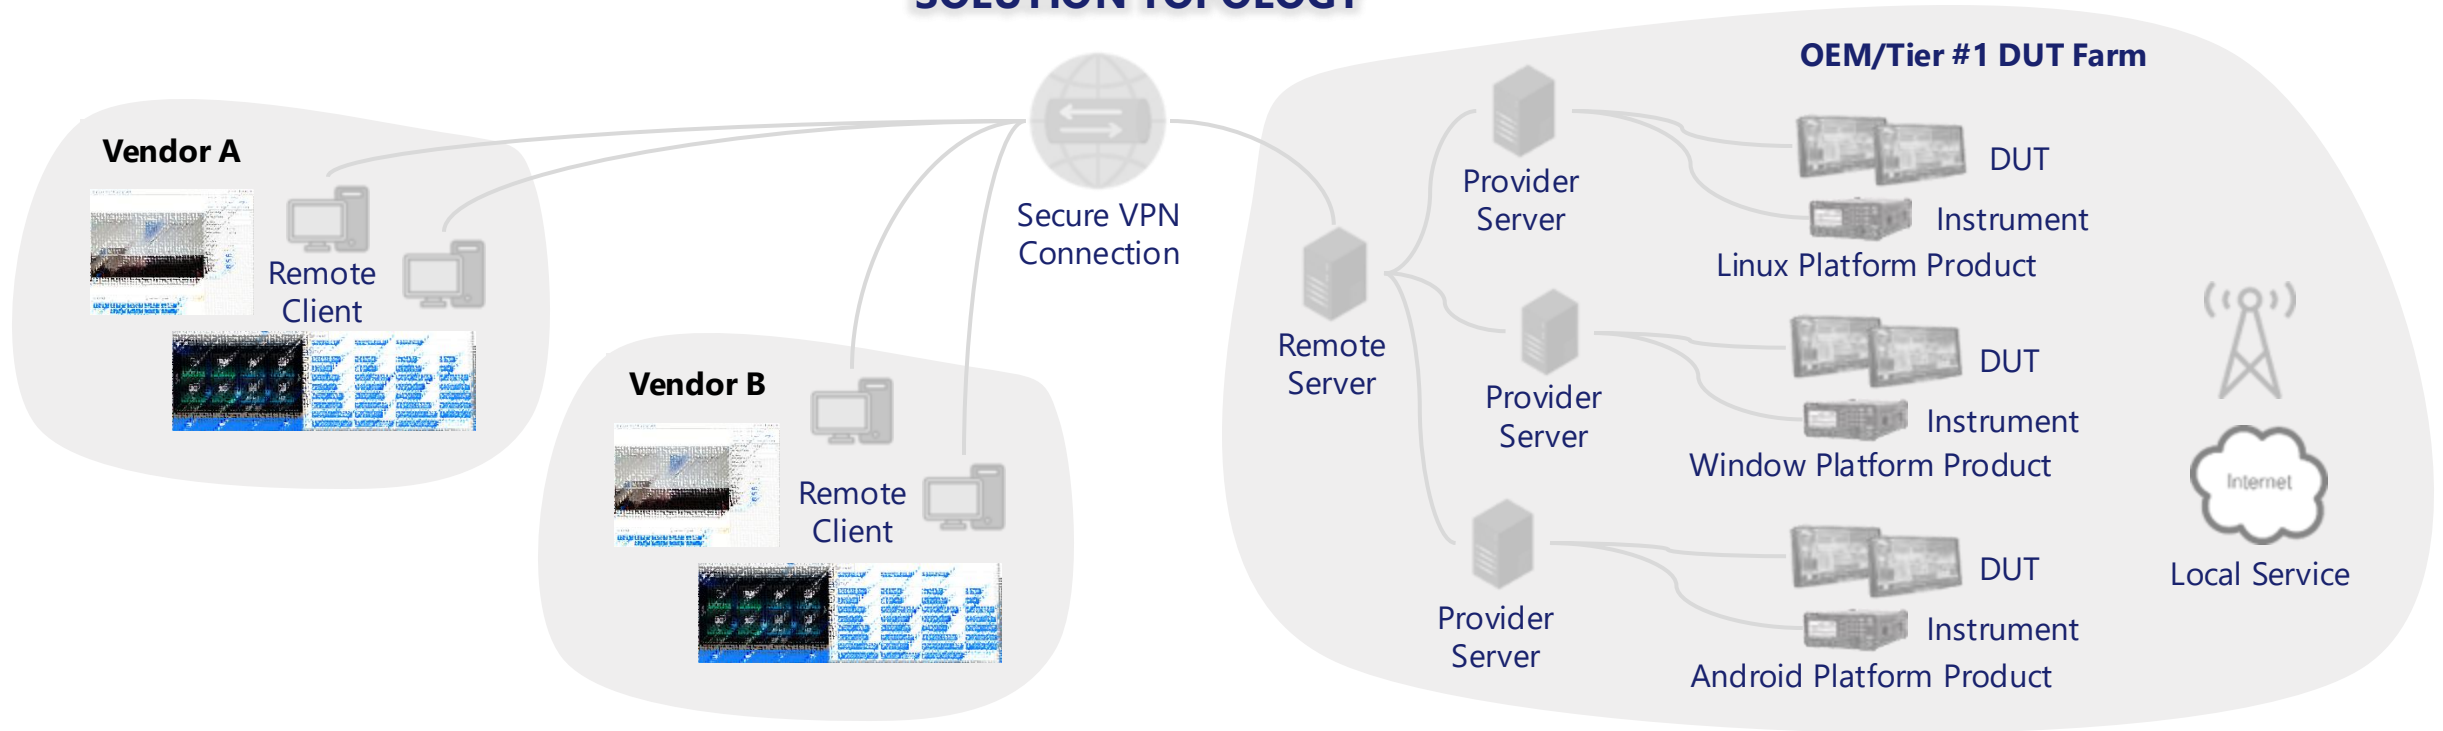 SOLUTION TOPOLOGY
OEM/Tier #1 DUT Farm
Vendor A
Remote
Client
Vendor B
Remote
Client
Secure VPN
Connection
Remote
Server
Provider
Server
DUT
Instrument
Linux Platform Product
Provider
Server
DUT
Instrument
Window Platform Product
Provider
Server
DUT
Instrument
Android Platform Product
Internet
Local Service